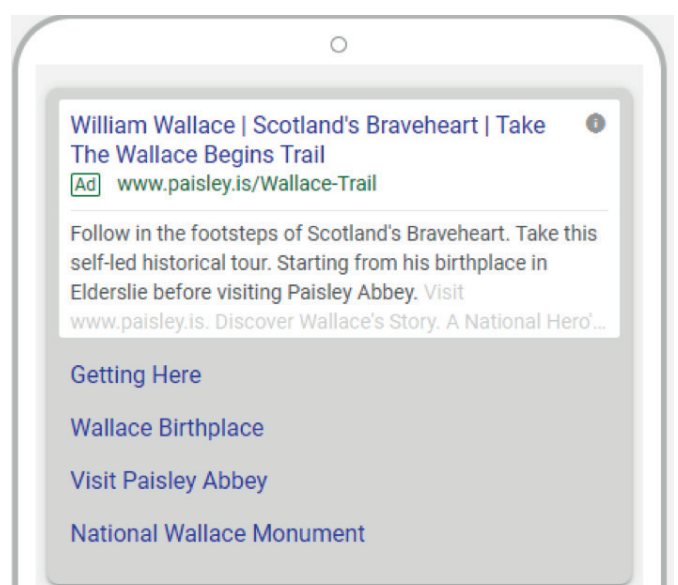 William Wallace | Scotland's Braveheart | Take
The Wallace Begins Trail
Ad www.paisley.is/Wallace-Trail
Follow in the footsteps of Scotland's Braveheart. Take this
self-led historical tour. Starting from his birthplace in
Elderslie before visiting Paisley Abbey. Visit
www.paisley.is. Discover Wallace's Story. A National Hero'...
Getting Here
Wallace Birthplace
Visit Paisley Abbey
National Wallace Monument